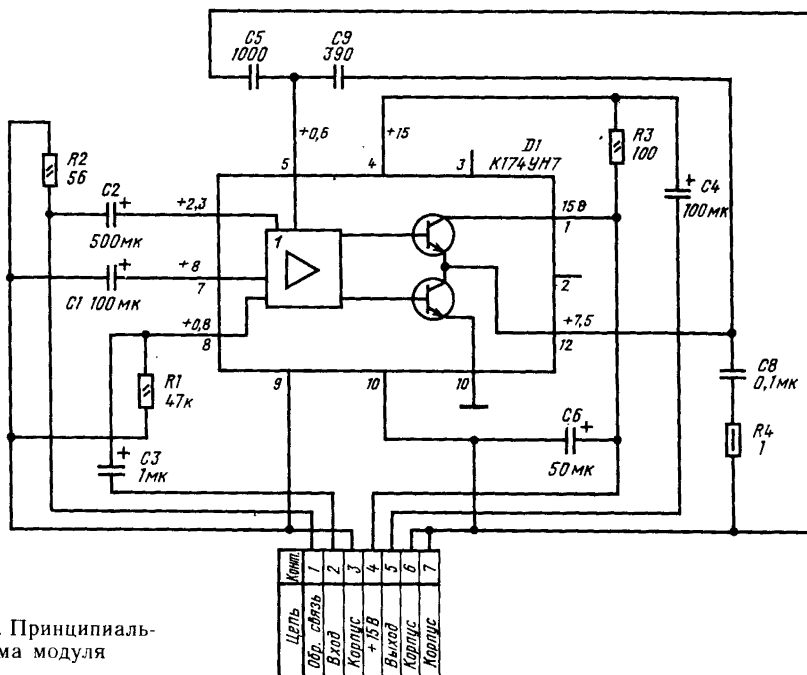 C5
1000
C9
390
+0,6
5
+15
4
3
D1
К174УН7
R3
100
+
C4
100мк
R2
56
C2
+
500мк
+2,3
1
15В
1
2
C1 100мк
+
+8
7
+0,8
8
+7,5
12
9
10
10
R1
47к
C3
1мк
+
C6
+
50мк
C8
0,1мк
R4
1
Цепь
Конт.
Обр. связь
1
Вход
2
Корпус
3
+15В
4
Выход
5
Корпус
6
Корпус
7
. Принципиаль-
ма модуля